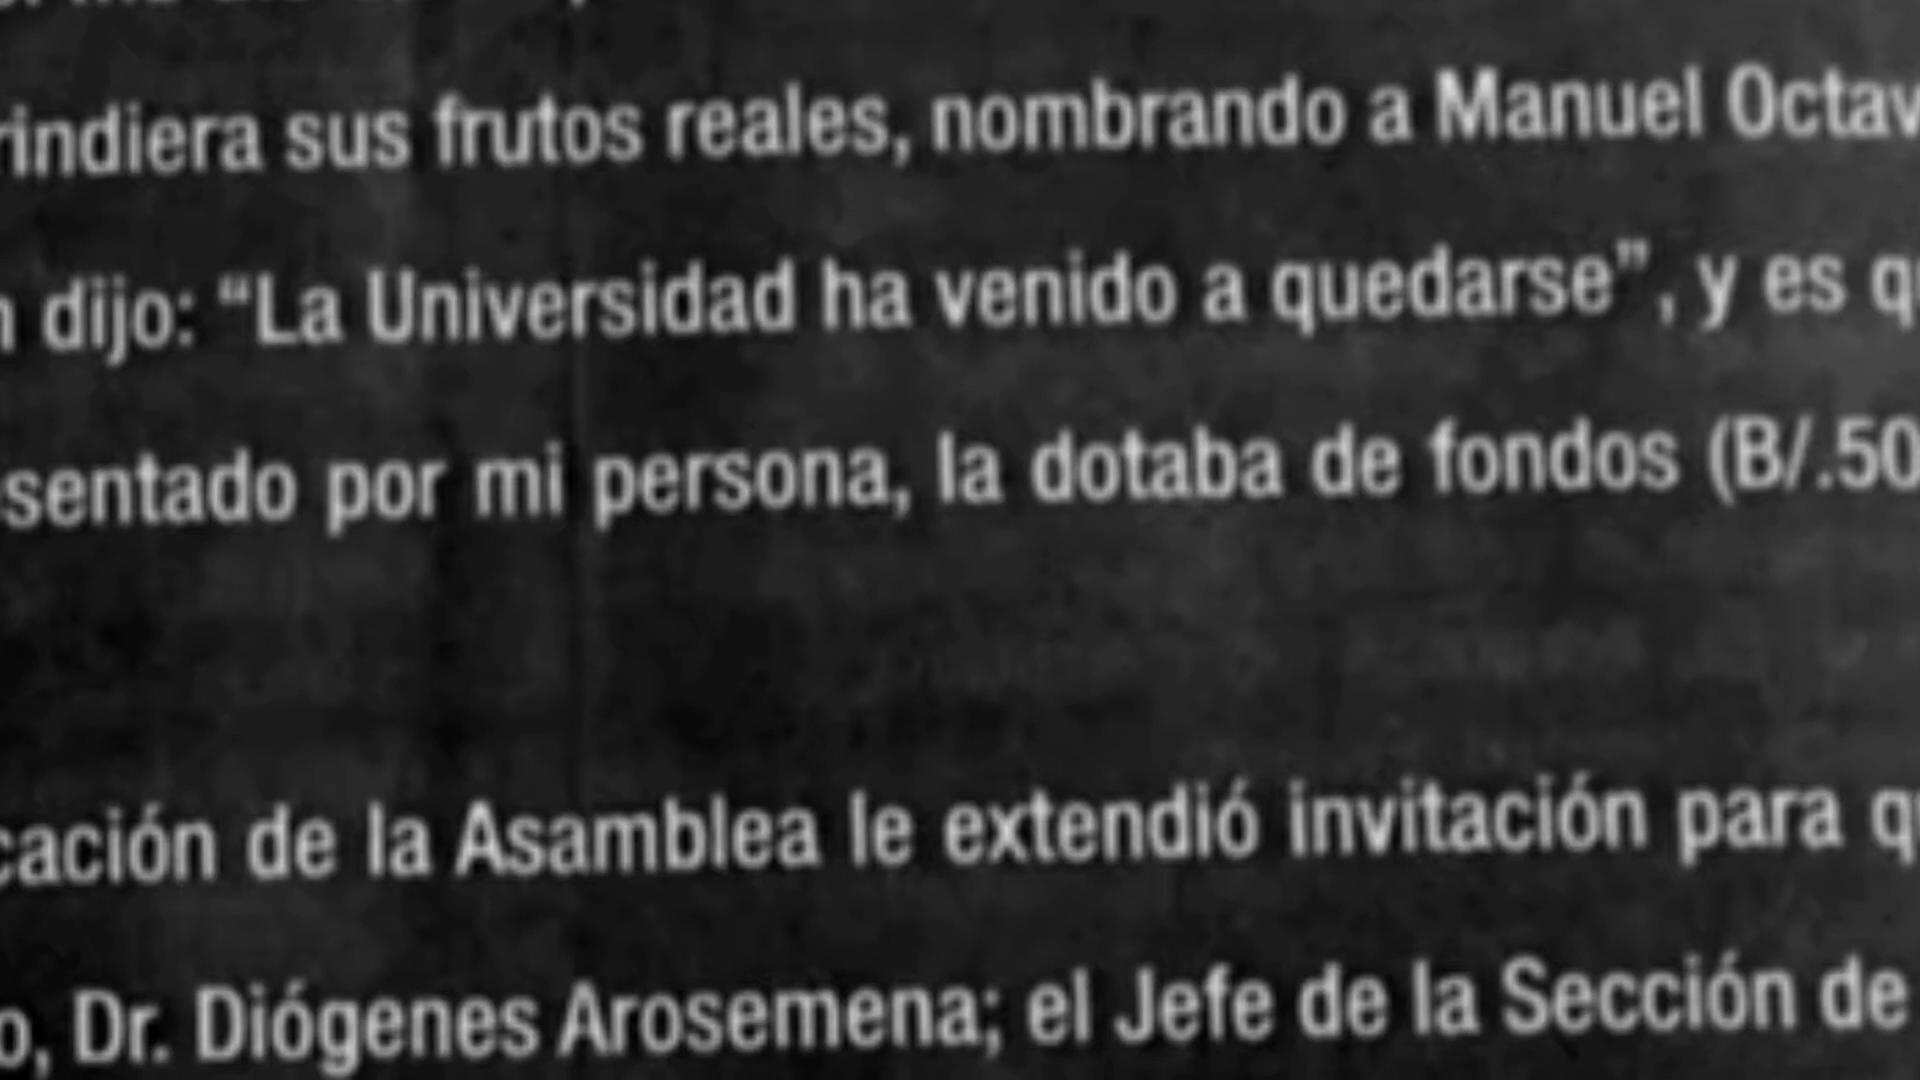 rindiera sus frutos reales, nombrando a Manuel Octav
n dijo: “La Universidad ha venido a quedarse”, y es qu
sentado por mi persona, la dotaba de fondos (B/.50
cación de la Asamblea le extendió invitación para qu
o, Dr. Diógenes Arosemena; el Jefe de la Sección de